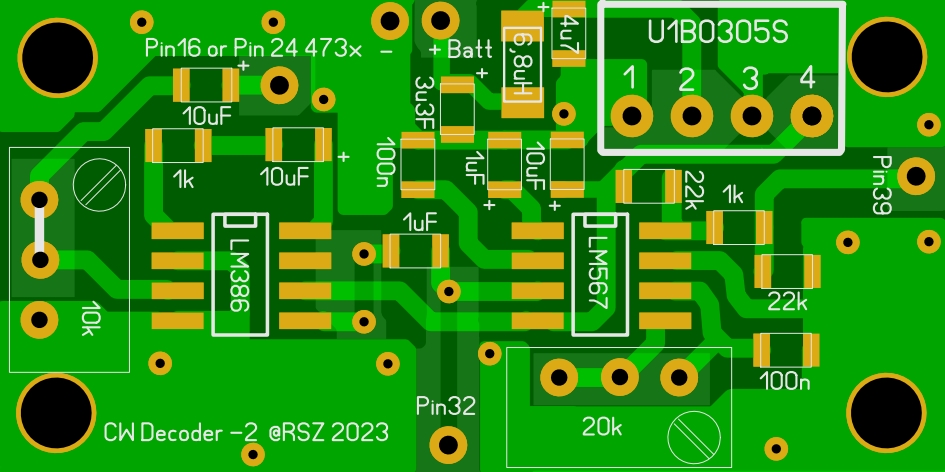 Pin16 or Pin 24 473x
−
+ Batt
+
6,8uH
+
4u7
U1B0305S
1 2 3 4
+
10uF
3u3F
+
1k
10uF
+
100n
1uF
+
10uF
+
22k
1k
Pin39
1uF
LM386
LM567
22k
10k
100n
Pin32
20k
CW Decoder -2 @RSZ 2023